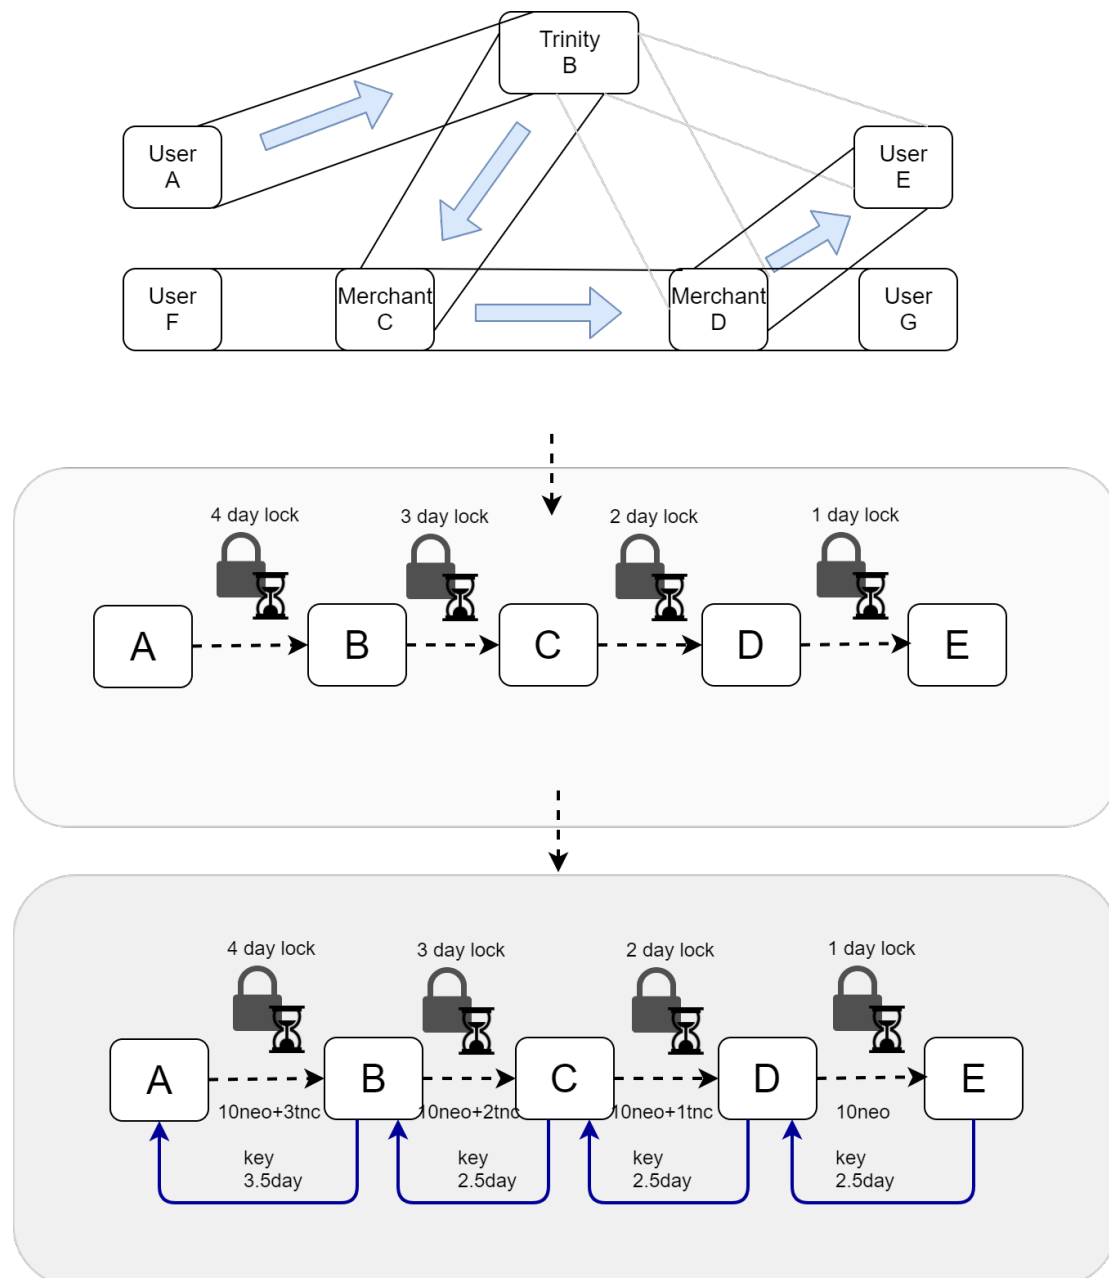 Trinity
B
User
A
User
E
User
F
Merchant
C
Merchant
D
User
G
4 day lock
3 day lock
2 day lock
1 day lock
A
B
C
D
E
4 day lock
3 day lock
2 day lock
1 day lock
A
B
C
D
E
10neo+3tnc
10neo+2tnc
10neo+1tnc
10neo
key
3.5day
key
2.5day
key
2.5day
key
2.5day